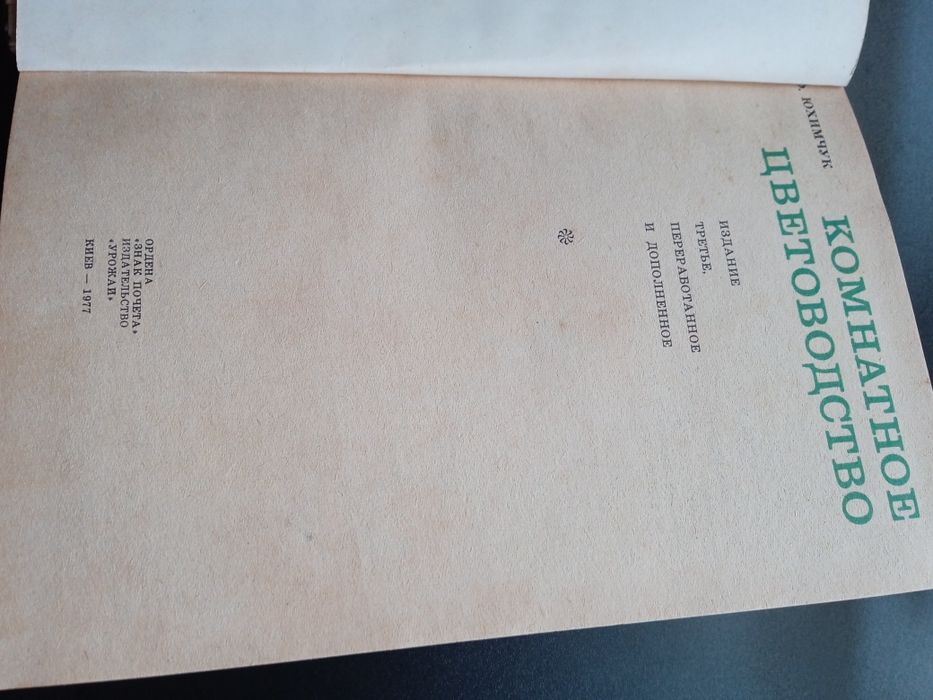 ЮХИМЧУК
КОМНАТНОЕ
ЦВЕТОВОДСТВО
ИЗДАНИЕ
ТРЕТЬЕ,
ПЕРЕРАБОТАННОЕ
И ДОПОЛНЕННОЕ
ОРДЕНА
«ЗНАК ПОЧЕТА»
ИЗДАТЕЛЬСТВО
«УРОЖАЙ»
КИЕВ — 1977